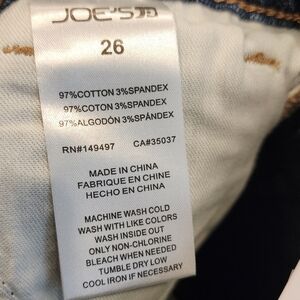 JOE'S
26
97%COTTON 3%SPANDEX
97%COTON 3%SPANDEX
97%ALGODÓN 3%SPÁNDEX
RN#149497 CA#35037
MADE IN CHINA
FABRIQUE EN CHINE
HECHO EN CHINA
MACHINE WASH COLD
WASH WITH LIKE COLORS
WASH INSIDE OUT
ONLY NON-CHLORINE
BLEACH WHEN NEEDED
TUMBLE DRY LOW
COOL IRON IF NECESSARY